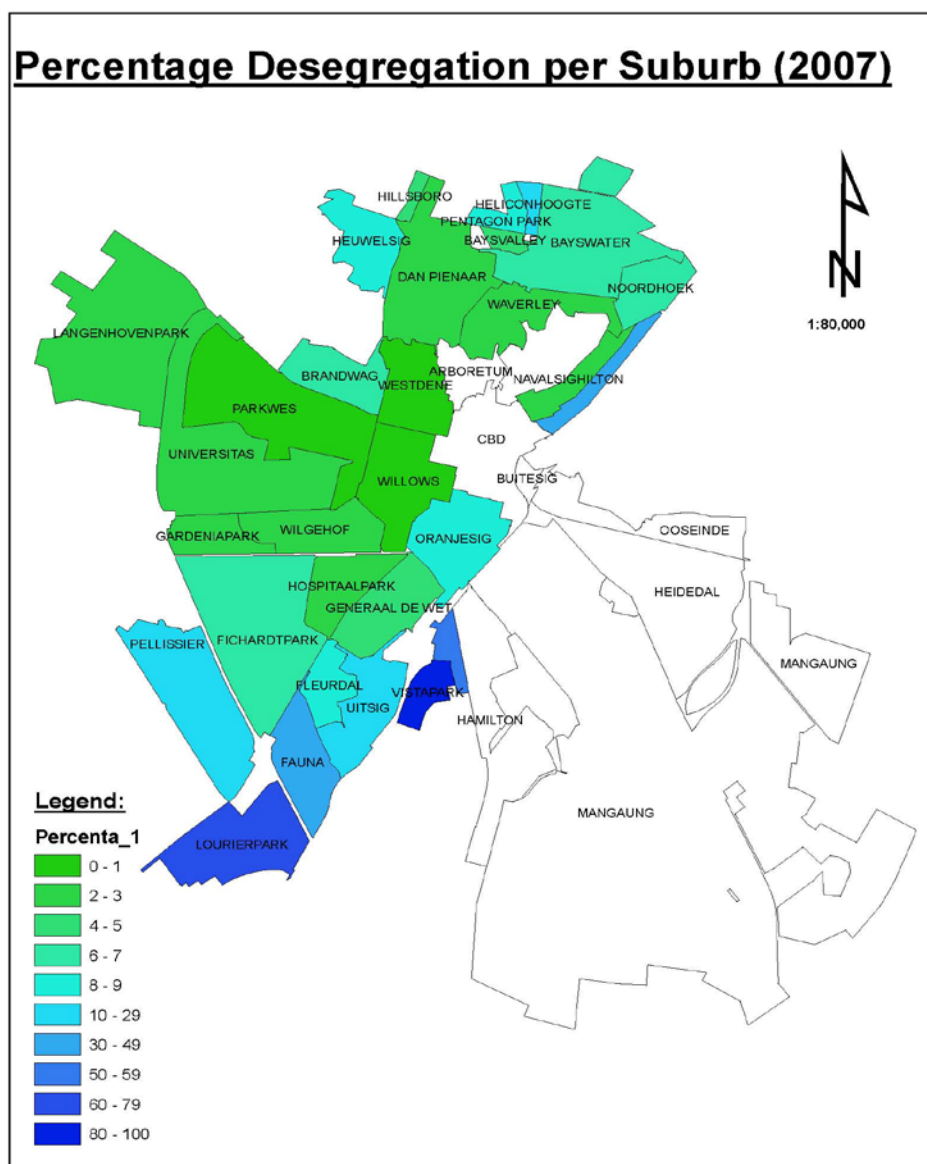 Percentage Desegregation per Suburb (2007)
HILLSBORO
HELICONHOOGTE
PENTAGON PARK
HEUWELSIG
BAYSVALLEY
BAYSWATER
DAN PIENAAR
NOORDHOEK
N
WAVERLEY
1:80,000
LANGENHOVENPARK
ARBORETUM
BRANDWAG
NAVALSIGHILTON
WESTDENE
PARKWES
CBD
UNIVERSITAS
WILLOWS
BUITESIG
WILGEHOF
OOSEINDE
GARDENIAPARK
ORANJESIG
HOSPITAALPARK
HEIDEDAL
GENERAAL DE WET
FICHARDTPARK
PELLISSIER
MANGAUNG
FLEURDAL
VISTAPARK
UITSIG
HAMILTON
FAUNA
Legend:
MANGAUNG
Percenta_1
LOURIERPARK
0 - 1
2 - 3
4 - 5
6 - 7
8 - 9
10 - 29
30 - 49
50 - 59
60 - 79
80 - 100